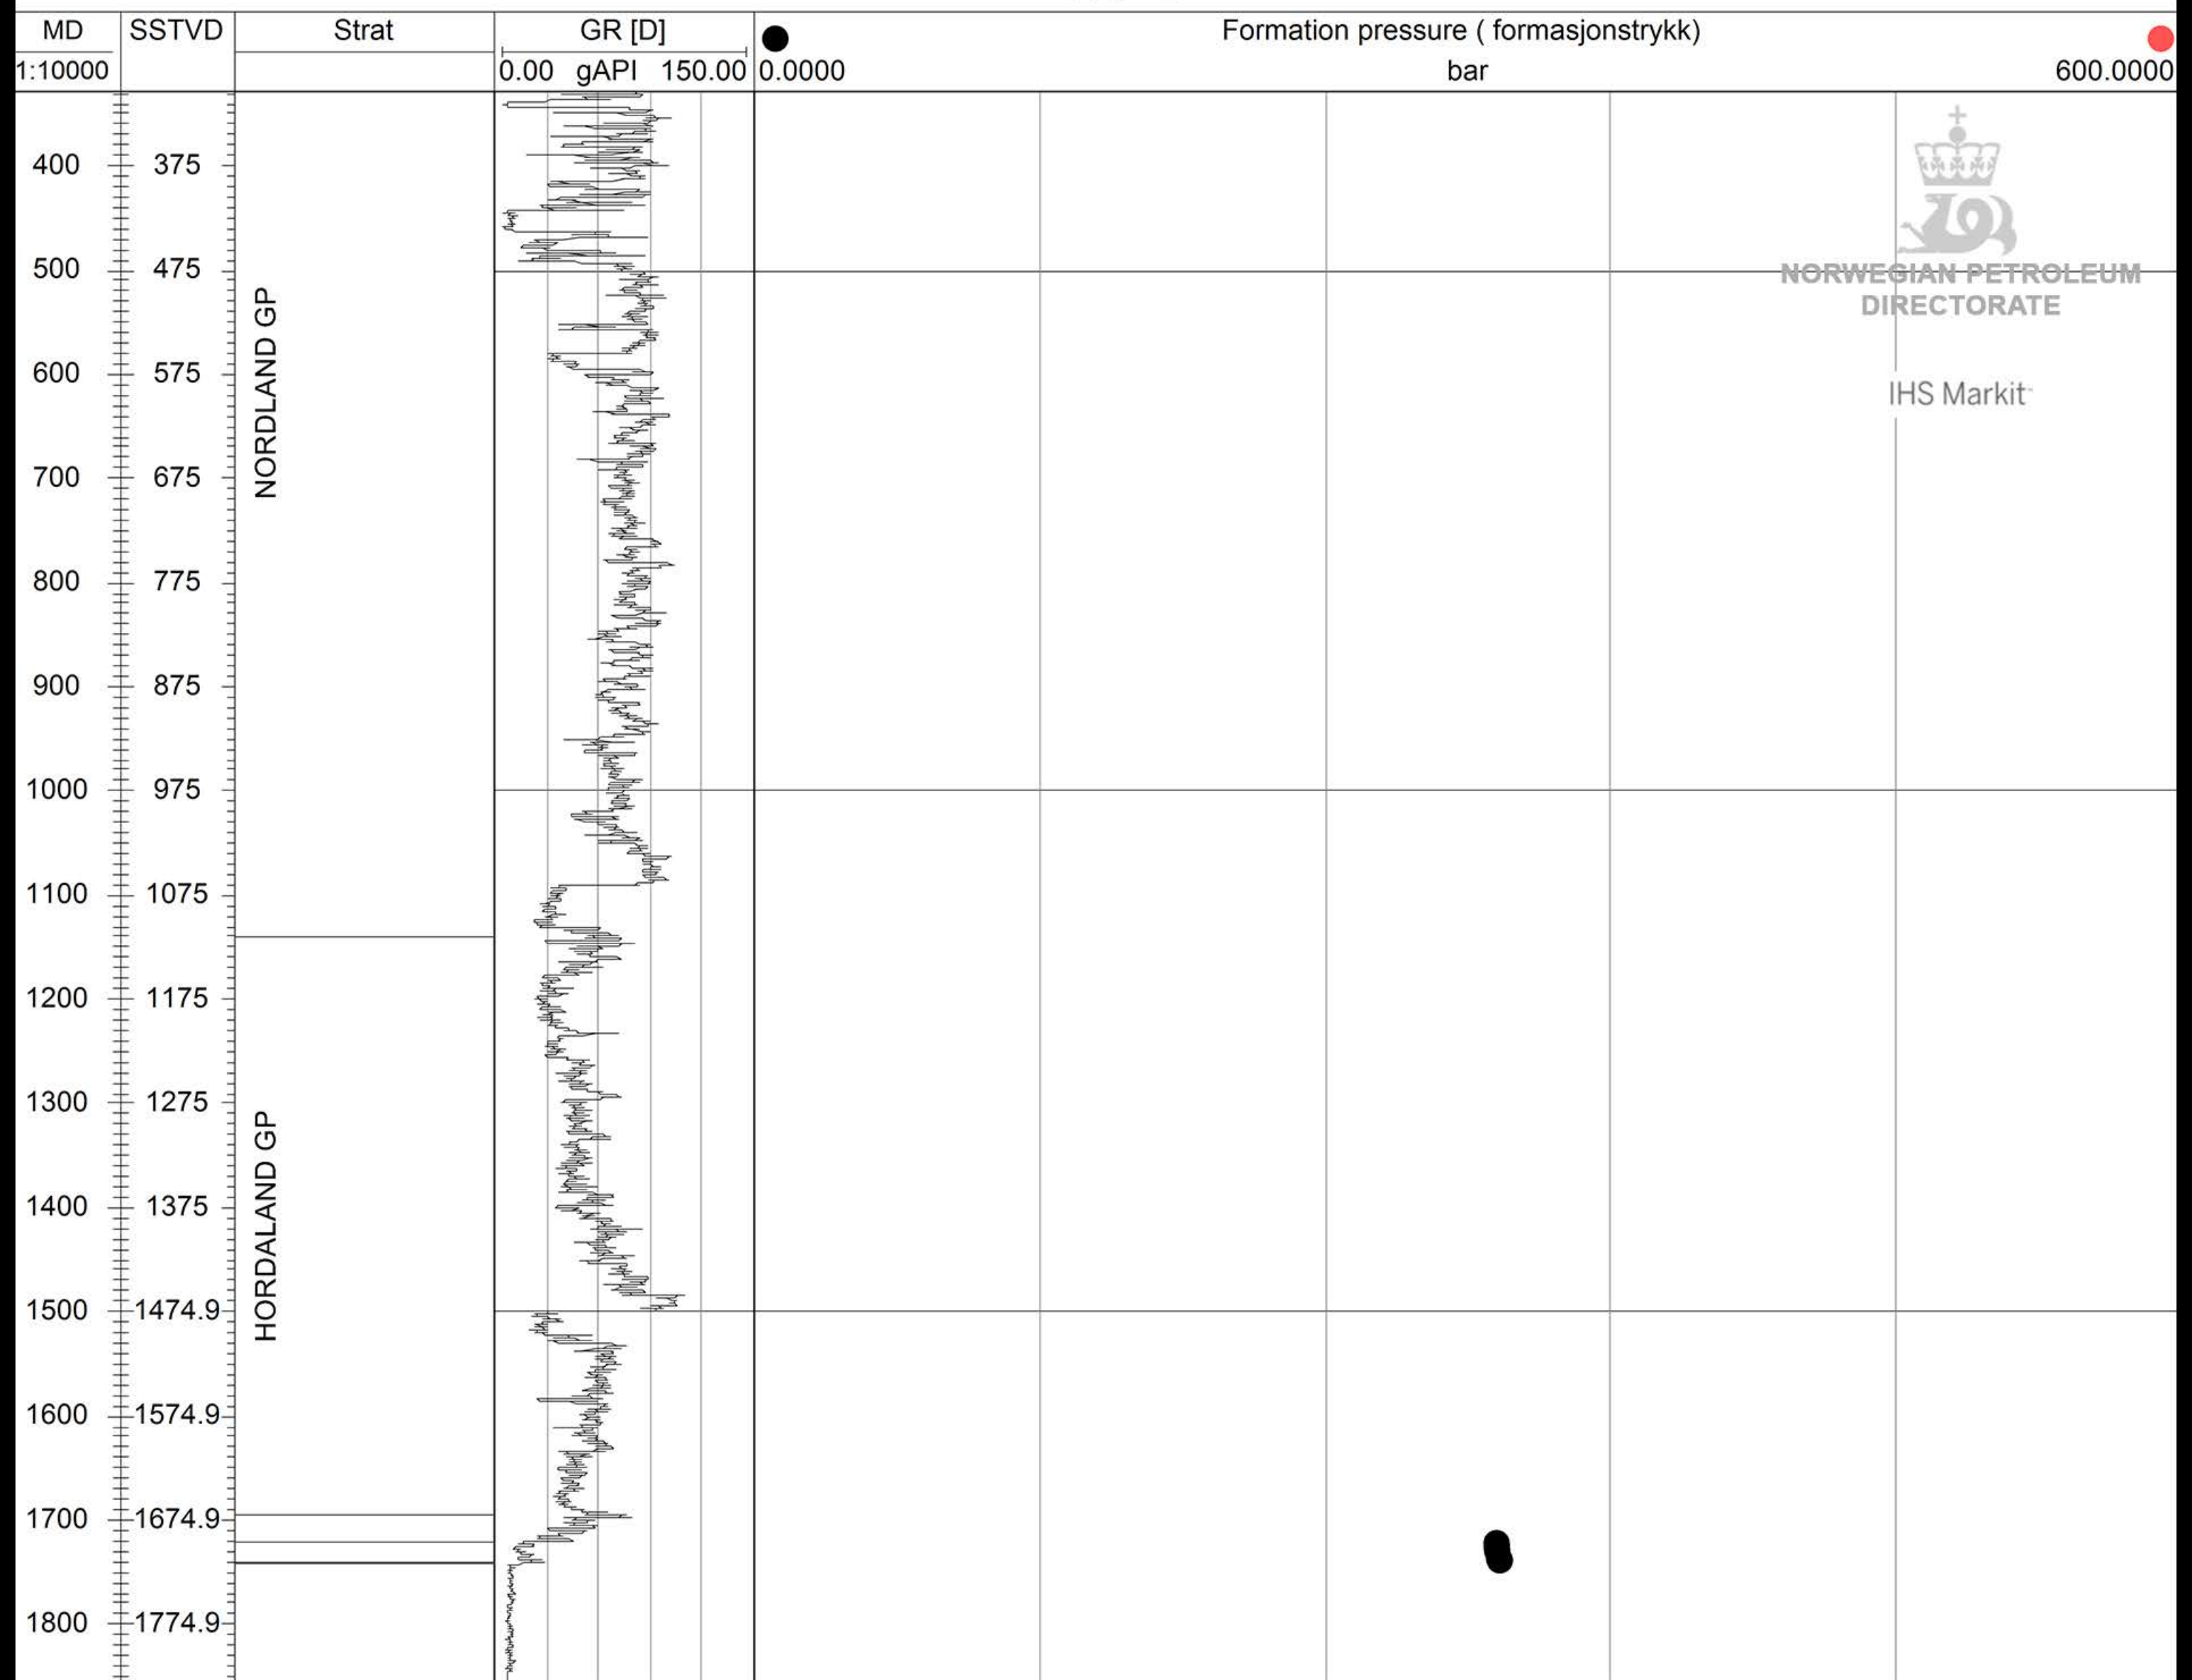 MD SSTVD Strat GR [D] Formation pressure ( formasjonstrykk)
1:10000 0.00 gAPI 150.00 0.0000 bar 600.0000
400 375
500 475
NORWEGIAN PETROLEUM
DIRECTORATE
600 575
IHS Markit
NORDLAND GP
700 675
800 775
900 875
1000 975
1100 1075
1200 1175
1300 1275
HORDALAND GP
1400 1375
1500 1474.9
1600 1574.9
1700 1674.9
1800 1774.9